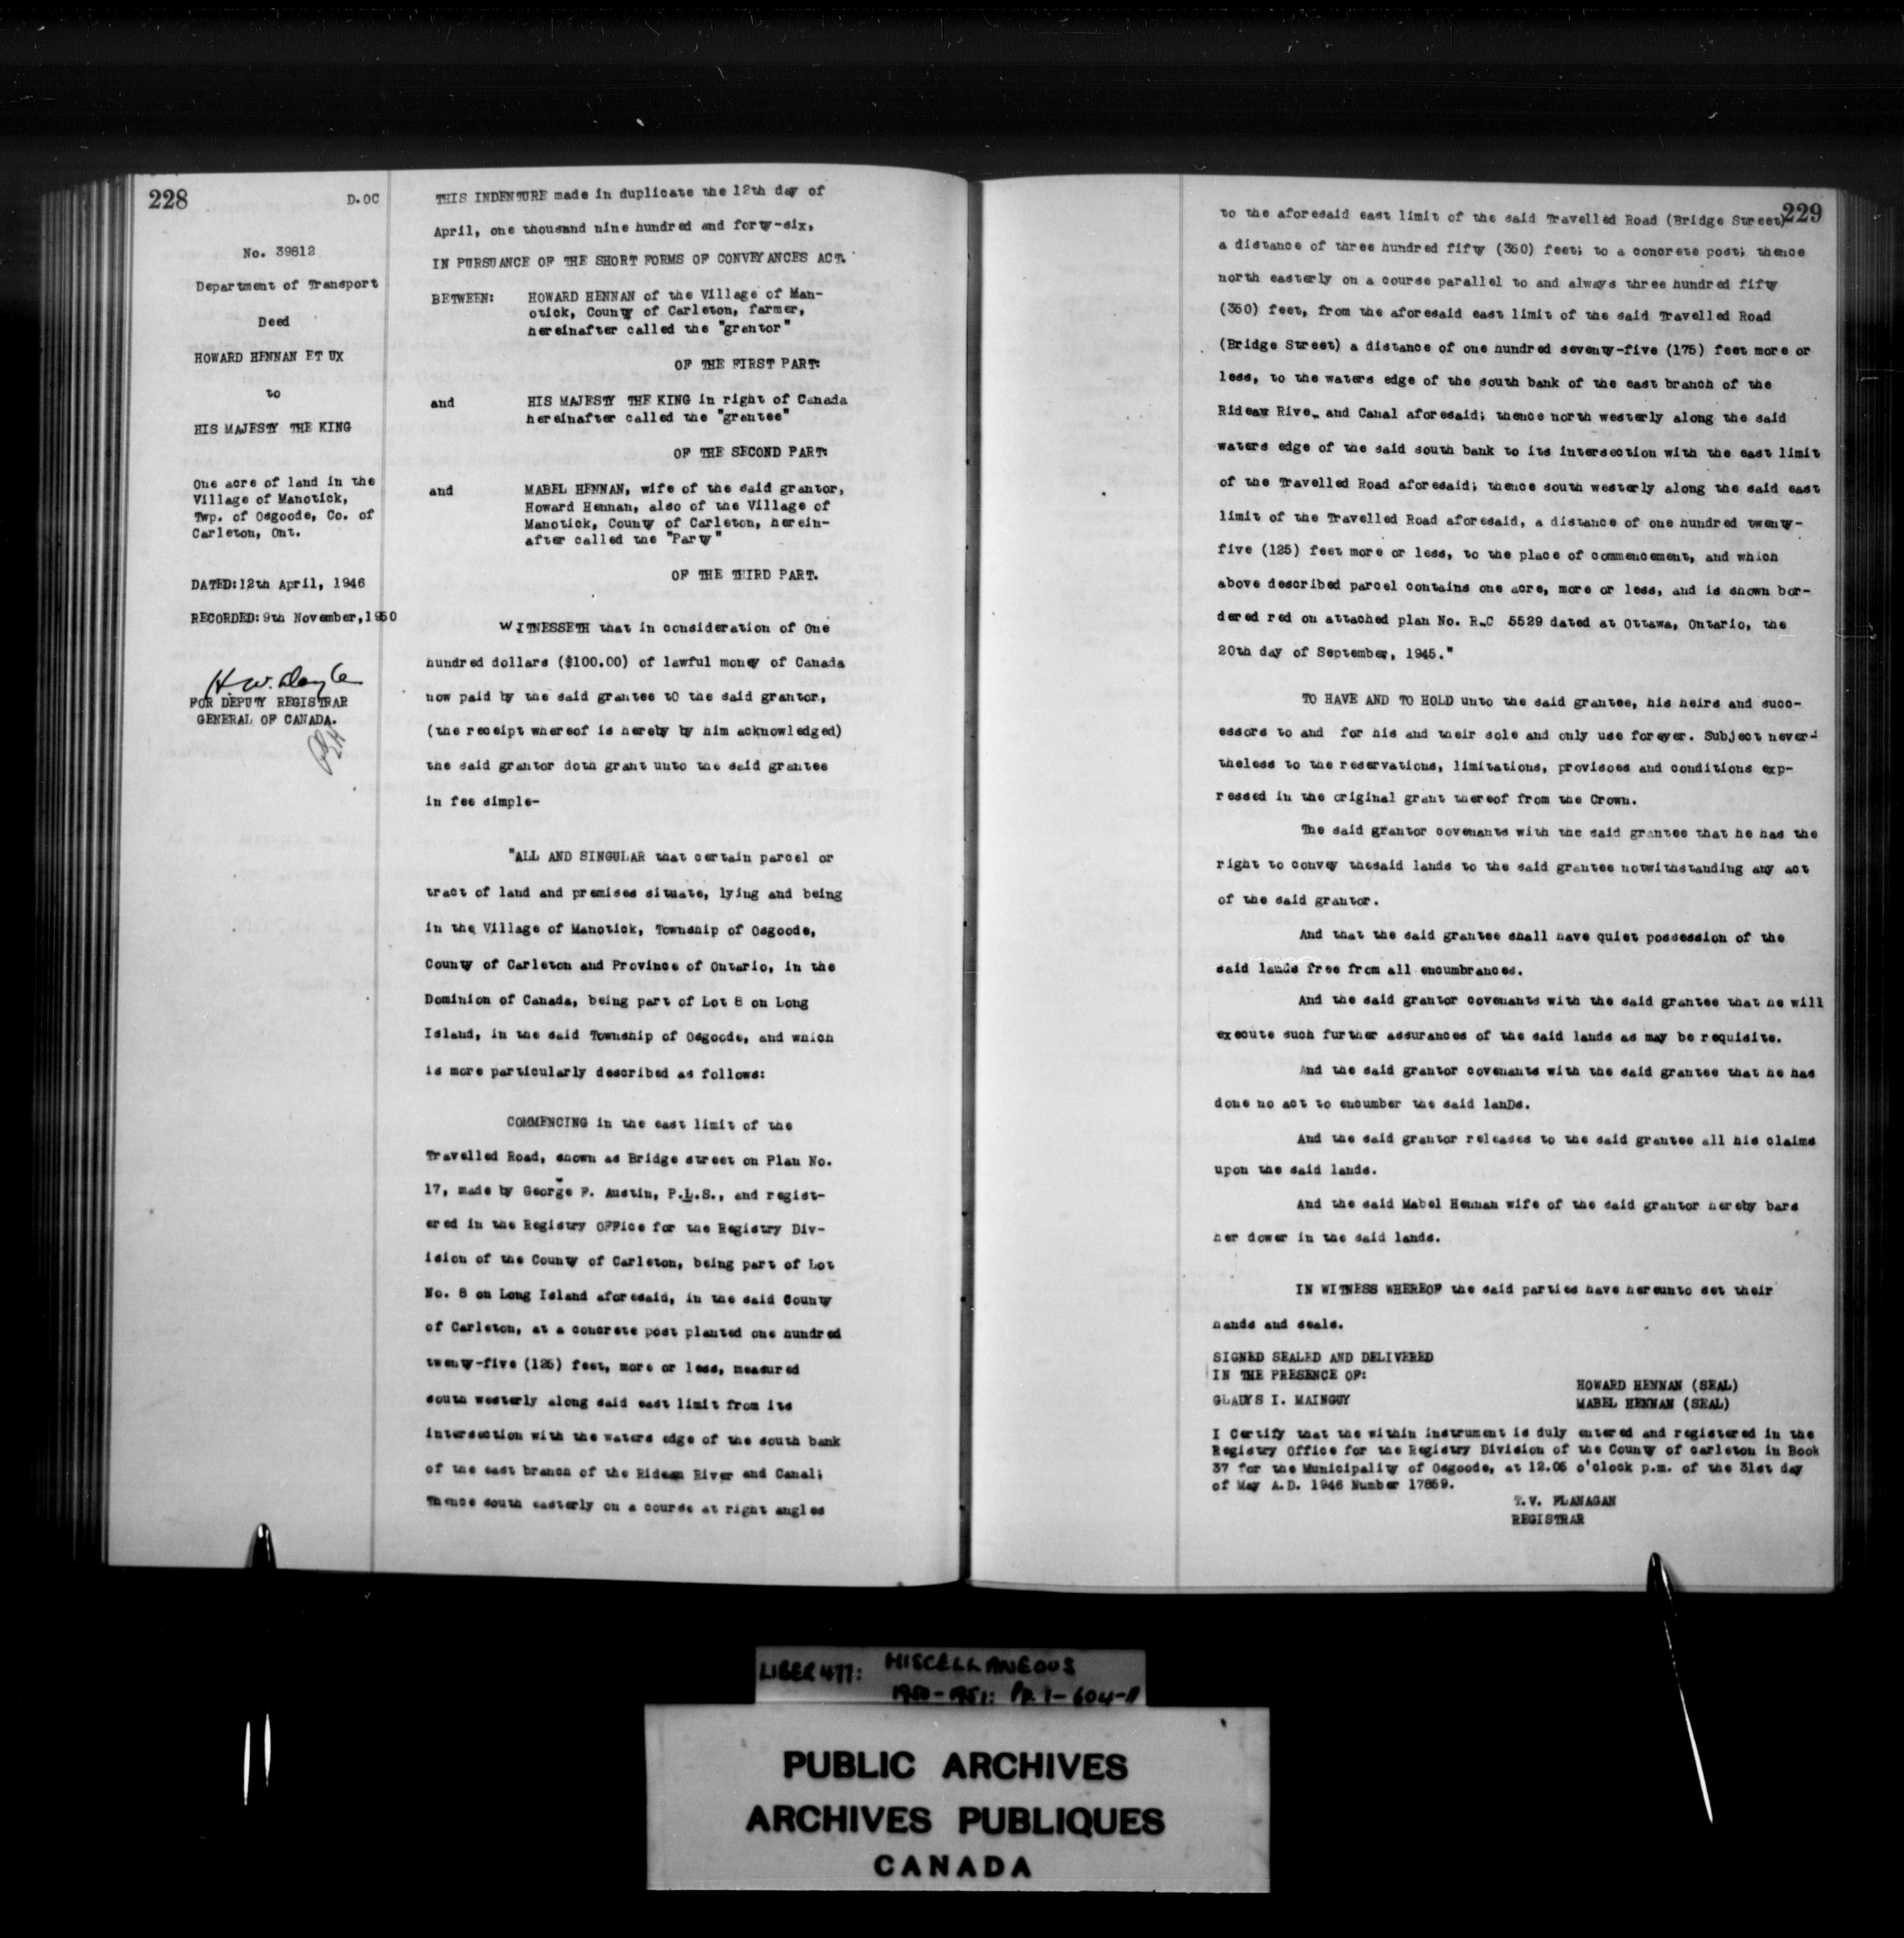 228
D.OC
No. 39812
Department of Transport
Deed
HOWARD HENNAN ET UX
to
HIS MAJESTY THE KING
One acre of land in the
Village of Manotick,
Twp. of Osgoode, Co. of
Carleton, Ont.
DATED:12th April, 1946
RECORDED:9th November,1950
FOR DEPUTY REGISTRAR
GENERAL OF CANADA.
THIS INDENTURE made in duplicate the 12th day of
April, one thousand nine hundred and forty-six,
IN PURSUANCE OF THE SHORT FORMS OF CONVEYANCES ACT.
BETWEEN: HOWARD HENNAN of the Village of Man-
otick, County of Carleton, farmer,
hereinafter called the "grantor"
OF THE FIRST PART:
and HIS MAJESTY THE KING in right of Canada
hereinafter called the "grantee"
OF THE SECOND PART:
and MABEL HENNAN, wife of the said grantor,
Howard Hennan, also of the Village of
Manotick, County of Carleton, herein-
after called the "Party"
OF THE THIRD PART.
WITNESSETH that in consideration of One
hundred dollars ($100.00) of lawful money of Canada
now paid by the said grantee tO the said grantor,
(the receipt whereof is hereby by him acknowledged)
the said grantor doth grant unto the said grantee
in fee simple-
"ALL AND SINGULAR that certain parcel or
tract of land and premises situate, lying and being
in the Village of Manotick, Township of Osgoode,
County of Carleton and Province of Ontario, in the
Dominion of Canada, being part of Lot 8 on Long
Island, in the said Township of Osgoode, and which
is more particularly described as follows:
COMMENCING in the east limit of the
Travelled Road, shown as Bridge street on Plan No.
17, made by George F. Austin, P.L.S., and regist-
ered in the Registry OFFice for the Registry Div-
ision of the County of Carleton, being part of Lot
No. 8 on Long Island aforesaid, in the said County
of Carleton, at a concrete post planted one hundred
twenty-five (125) feet, more or less, measured
south westerly along said east limit from its
intersection with the waters edge of the south bank
of the east branch of the Rideau River and Canal;
Thence south easterly on a course at right angles
229
to the aforesaid east limit of the said Travelled Road (Bridge Street)
a distance of three hundred fifty (350) feet; to a concrete post; thence
north easterly on a course parallel to and always three hundred fifty
(350) feet, from the aforesaid east limit of the said Travelled Road
(Bridge Street) a distance of one hundred seventy-five (175) feet more or
less, to the waters edge of the south bank of the east branch of the
Rideau River and Canal aforesaid; thence north westerly along the said
waters edge of the said south bank to its intersection with the east limit
of the Travelled Road aforesaid; thence south westerly along the said east
limit of the Travelled Road aforesaid, a distance of one hundred twenty-
five (125) feet more or less, to the place of commencement, and which
above described parcel contains one acre, more or less, and is shown bor-
dered red on attached plan No. R.C 5529 dated at Ottawa, Ontario, the
20th day of September, 1945."
TO HAVE AND TO HOLD unto the said grantee, his heirs and succ-
essors to and for his and their sole and only use forever. Subject never-
theless to the reservations, limitations, provisoes and conditions exp-
ressed in the original grant thereof from the Crown.
The said grantor covenants with the said grantee that he has the
right to convey thesaid lands to the said grantee notwithstanding any act
of the said grantor.
And that the said grantee shall have quiet possession of the
said lands free from all encumbrances.
And the said grantor covenants with the said grantee that he will
execute such further assurances of the said lands as may be requisite.
And the said grantor covenants with the said grantee that he has
done no act to encumber the said lanDs.
And the said grantor releases to the said grantee all his claims
upon the said lands.
And the said Mabel Hennan wife of the said grantor hereby bars
her dower in the said lands.
IN WITNESS WHEREOF the said parties have hereunto set their
hands and seals.
SIGNED SEALED AND DELIVERED
IN THE PRESENCE OF:
HOWARD HENNAN (SEAL)
GLADYS I. MAINGUY
MABEL HENNAN (SEAL)
I Certify that the within instrument is duly entered and registered in the
Registry Office for the Registry Division of the County of carleton in Book
37 for the Municipality of Osgoode, at 12.05 o'clock p.m. of the 31st day
of May A.D. 1946 Number 17859.
T.V. FLANAGAN
REGISTRAR
LIBER 477: MISCELLANEOUS
1950-1951: Pp. 1-604-A
PUBLIC ARCHIVES
ARCHIVES PUBLIQUES
CANADA